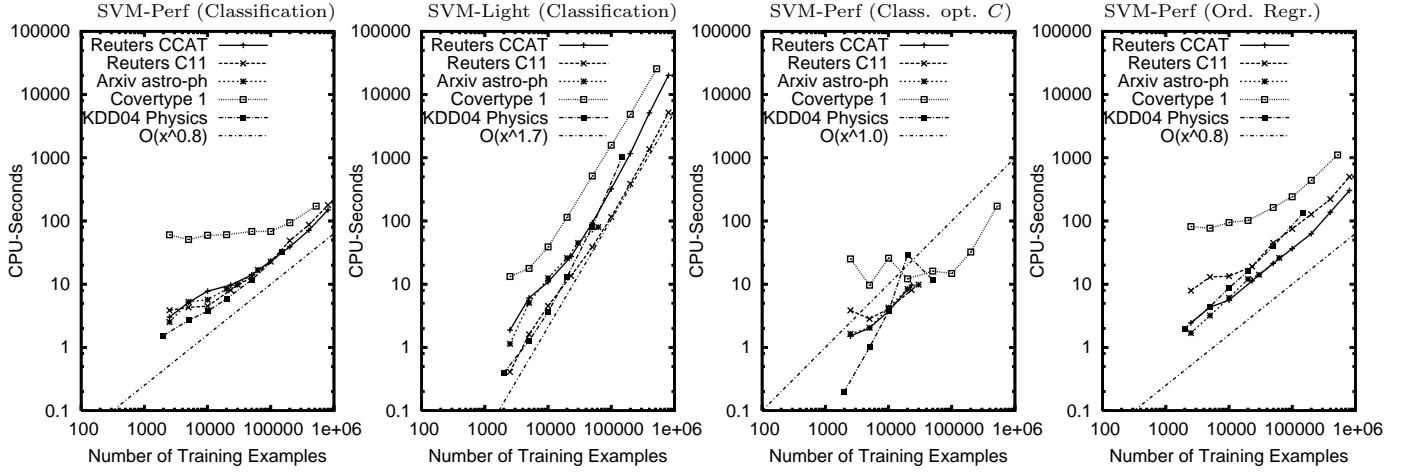 SVM-Perf (Classification)
100000
10000
1000
100
10
1
0.1
CPU-Seconds
Reuters CCAT
Reuters C11
Arxiv astro-ph
Covertype 1
KDD04 Physics
O(x^0.8)
100 1000 10000 100000 1e+06
Number of Training Examples
SVM-Light (Classification)
100000
10000
1000
100
10
1
0.1
CPU-Seconds
Reuters CCAT
Reuters C11
Arxiv astro-ph
Covertype 1
KDD04 Physics
O(x^1.7)
100 1000 10000 100000 1e+06
Number of Training Examples
SVM-Perf (Class. opt. C)
100000
10000
1000
100
10
1
0.1
CPU-Seconds
Reuters CCAT
Reuters C11
Arxiv astro-ph
Covertype 1
KDD04 Physics
O(x^1.0)
100 1000 10000 100000 1e+06
Number of Training Examples
SVM-Perf (Ord. Regr.)
100000
10000
1000
100
10
1
0.1
CPU-Seconds
Reuters CCAT
Reuters C11
Arxiv astro-ph
Covertype 1
KDD04 Physics
O(x^0.8)
100 1000 10000 100000 1e+06
Number of Training Examples